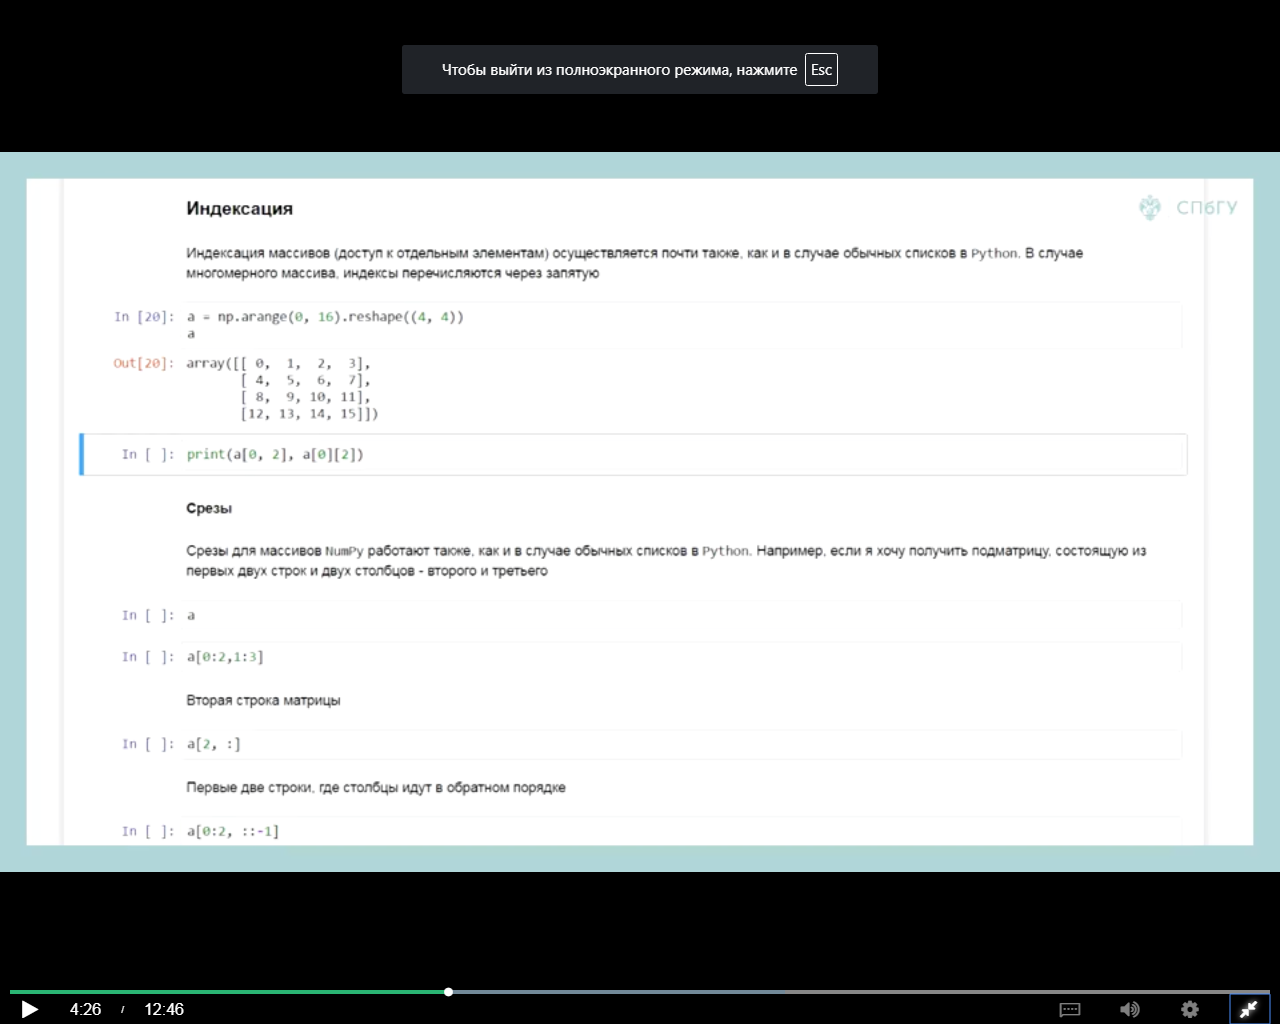 Чтобы выйти из полноэкранного режима, нажмите Esc
СПбГУ
Индексация
Индексация массивов (доступ к отдельным элементам) осуществляется почти также, как и в случае обычных списков в Python. В случае
многомерного массива, индексы перечисляются через запятую
In [20]: a = np.arange(0, 16).reshape((4, 4))
a
Out[20]: array([[ 0, 1, 2, 3],
[ 4, 5, 6, 7],
[ 8, 9, 10, 11],
[12, 13, 14, 15]])
In [ ]: print(a[0, 2], a[0][2])
Срезы
Срезы для массивов NumPy работают также, как и в случае обычных списков в Python. Например, если я хочу получить подматрицу, состоящую из
первых двух строк и двух столбцов - второго и третьего
In [ ]: a
In [ ]: a[0:2,1:3]
Вторая строка матрицы
In [ ]: a[2, :]
Первые две строки, где столбцы идут в обратном порядке
In [ ]: a[0:2, ::-1]
4:26 / 12:46